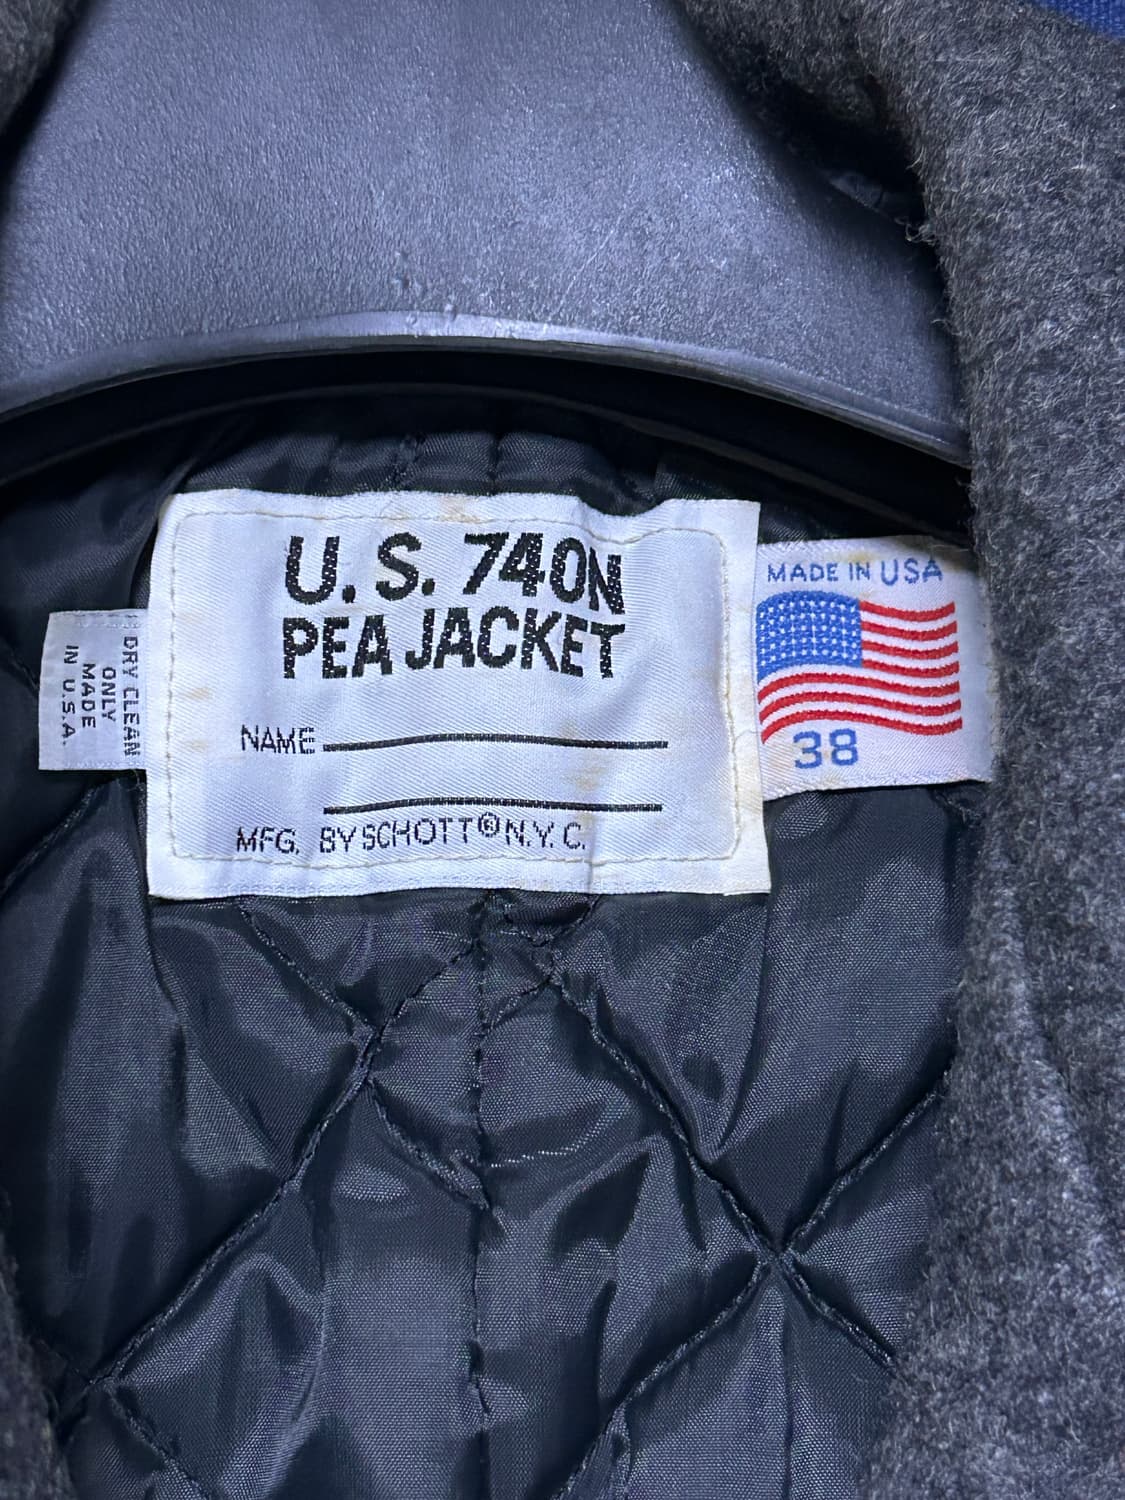 U.S. 740N
PEA JACKET
NAME
MFG. BY SCHOTT® N.Y.C.
MADE IN USA
38
DRY CLEAN
ONLY
MADE
IN U.S.A.